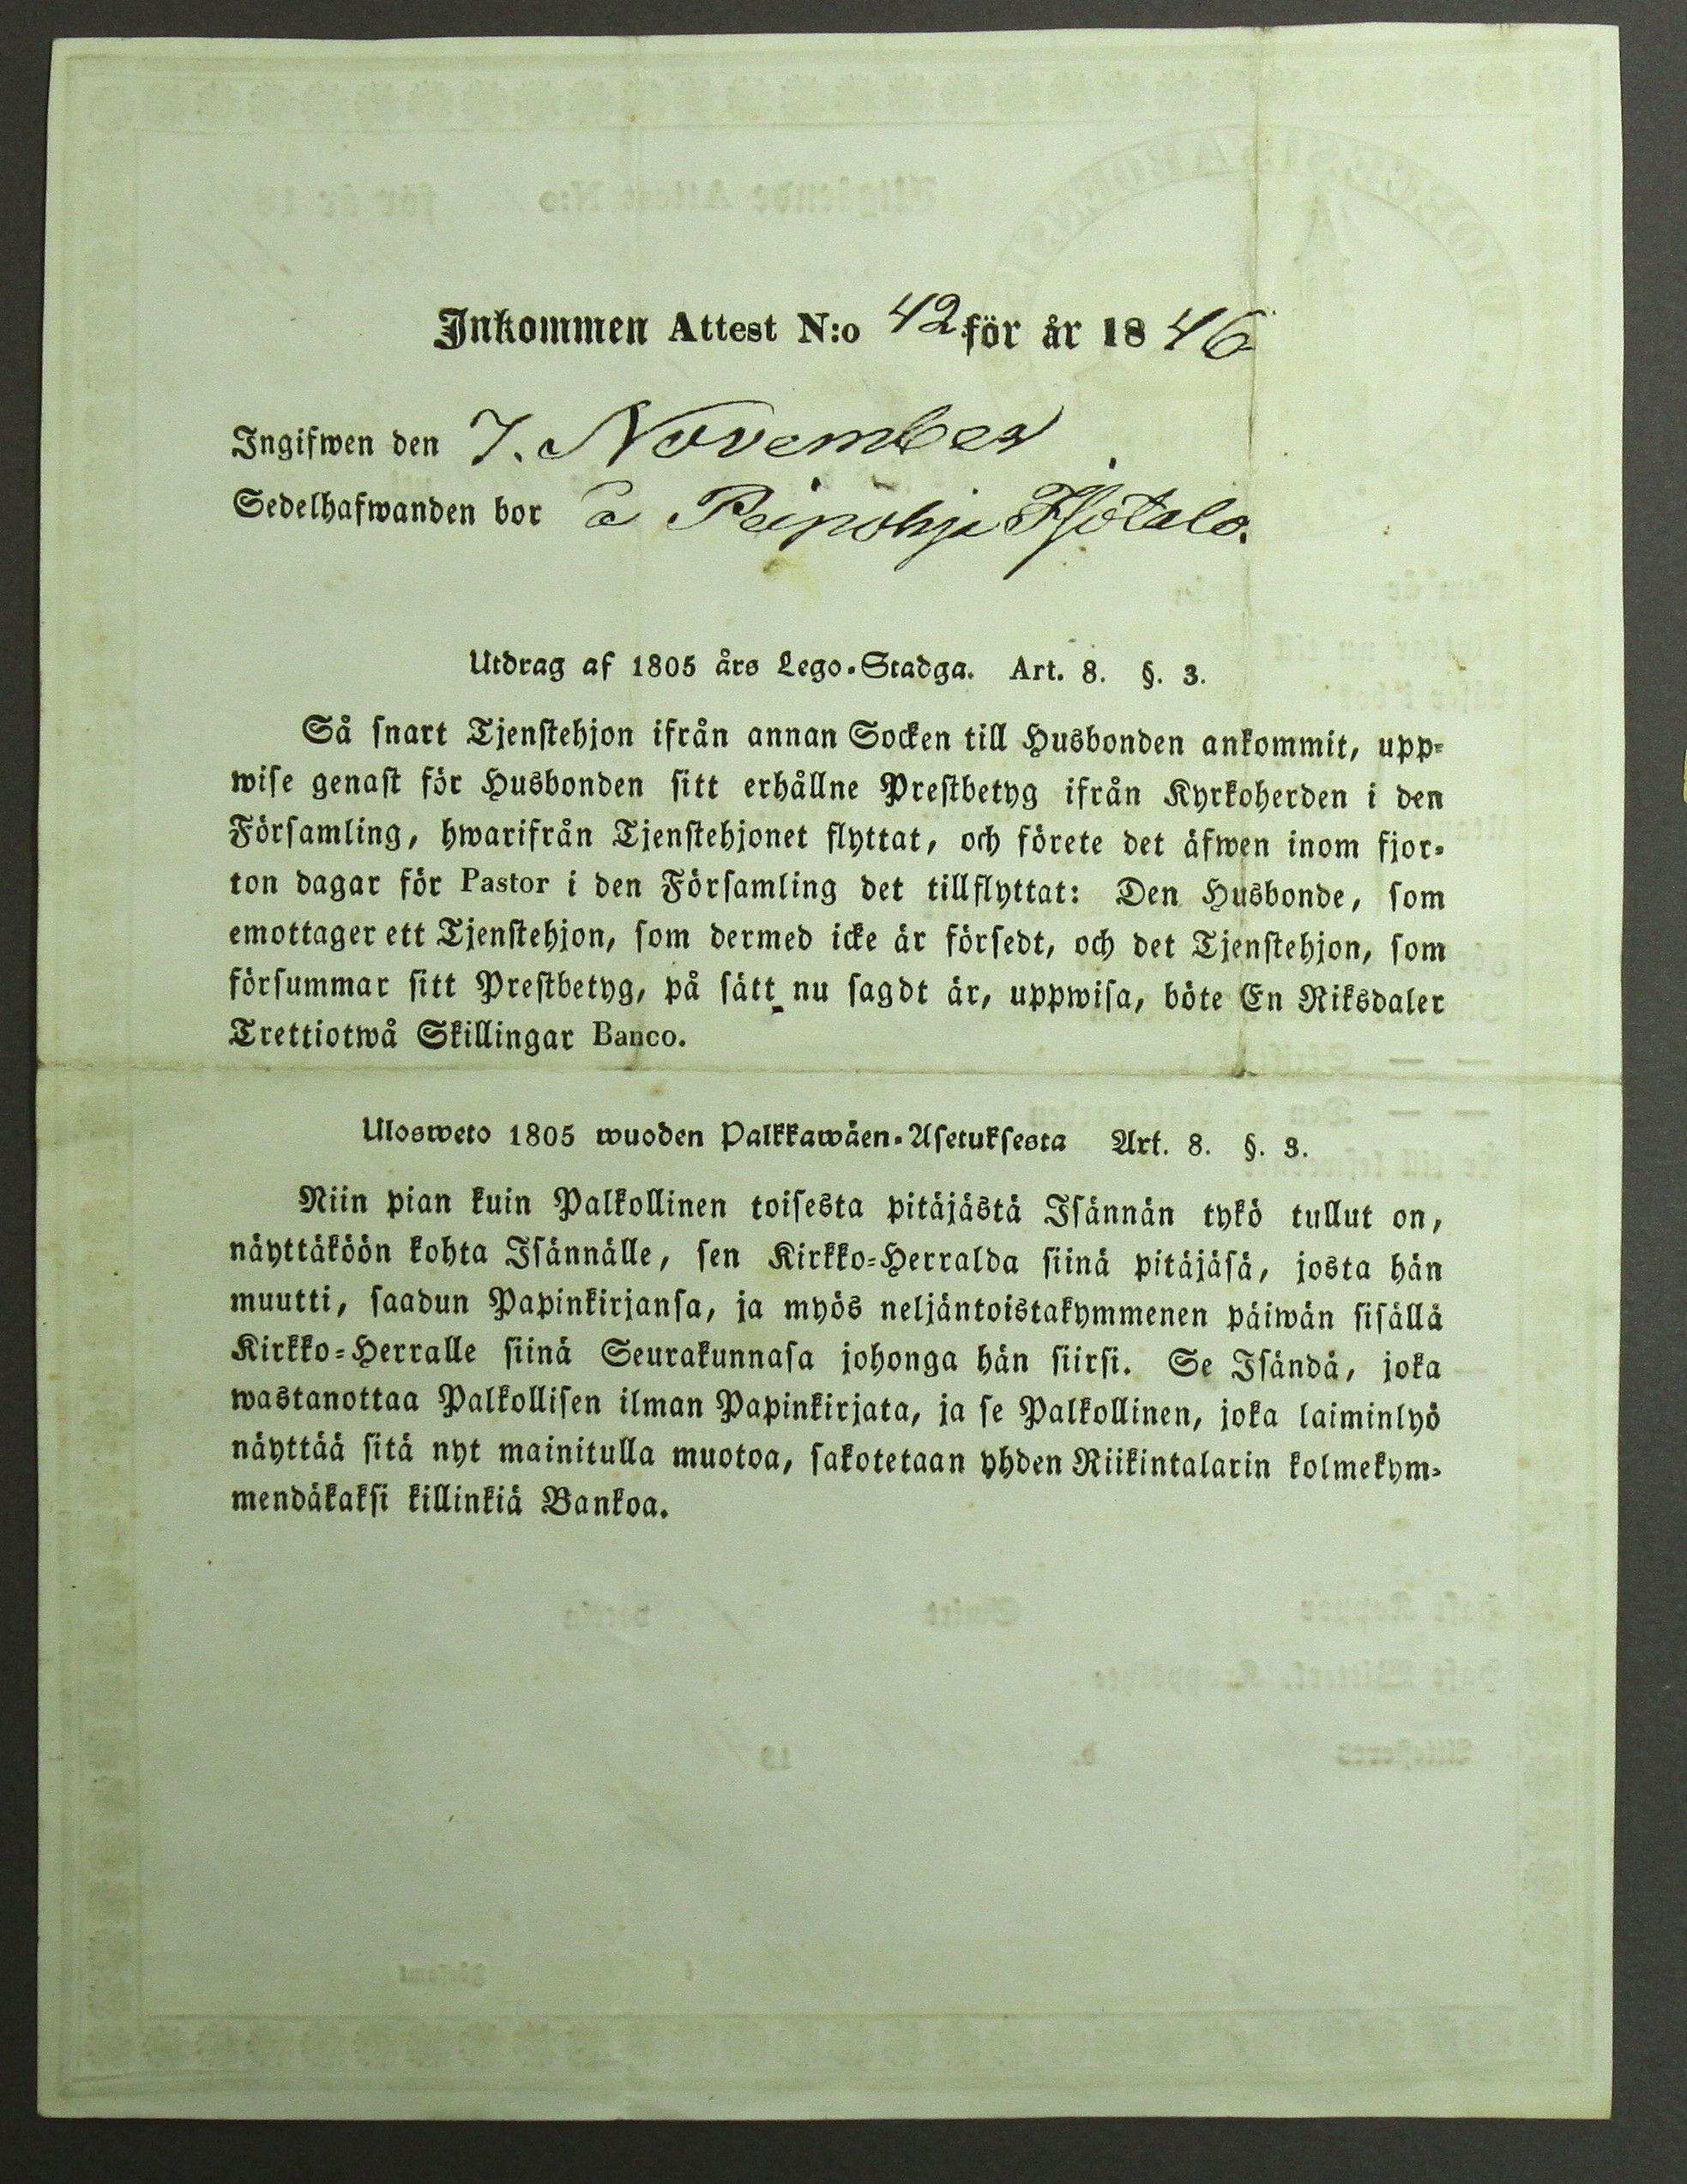 Inkommen Attest N:o 42 för år 1846
Ingifwen den 7. November
Sedelhafwanden bor å
Utdrag af 1805 års Lego-Stadga. Art. 8. §. 3.
Så snart Tjenstehjon ifrån annan Socken till Husbonden ankommit, upp-
wise genast för Husbonden sitt erhållne Prestbetyg ifrån Kyrkoherden i den
Församling, hwarifrån Tjenstehjonet flyttat, och förete det äfwen inom fjor-
ton dagar för Pastor i den Församling det tillflyttat: Den Husbonde, som
emottager ett Tjenstehjon, som dermed icke är försedt, och det Tjenstehjon, som
försummar sitt Prestbetyg, på sätt nu sagdt är, uppwisa, böte En Riksdaler
Trettiotwå Skillingar Banco.
Ulosweto 1805 wuoden Palkkawäen-Asetuksesta Art. 8. §. 3.
Niin pian kuin Palkollinen toisesta pitäjästä Isännän tykö tullut on,
näyttäköön kohta Isännälle, sen Kirkko-Herralda siinä pitäjäsä, josta hän
muutti, saadun Papinkirjansa, ja myös neljäntoistakymmenen päiwän sisällä
Kirkko-Herralle siinä Seurakunnasa johonga hän siirsi. Se Isändä, joka
wastanottaa Palkollisen ilman Papinkirjata, ja se Palkollinen, joka laiminlyö
näyttää sitä nyt mainitulla muotoa, sakotetaan yhden Riikintalarin kolmekym-
mendäkaksi killinkiä Bankoa.